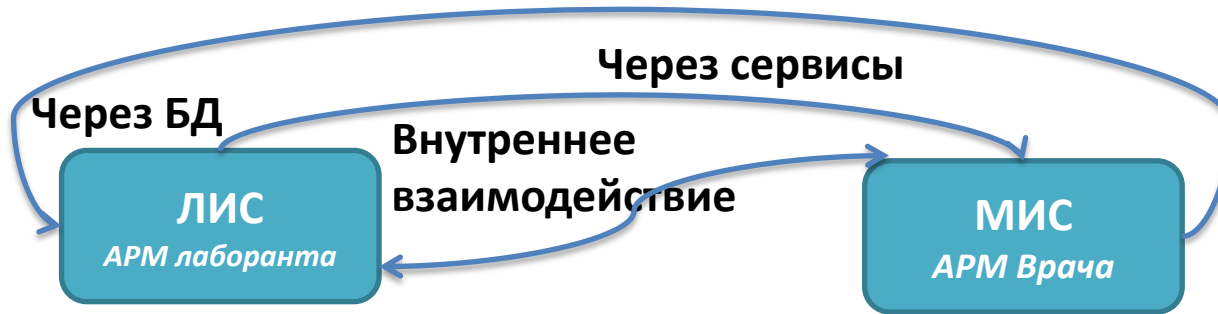 Через сервисы
Через БД
Внутреннее
взаимодействие
ЛИС
АРМ лаборанта
МИС
АРМ Врача